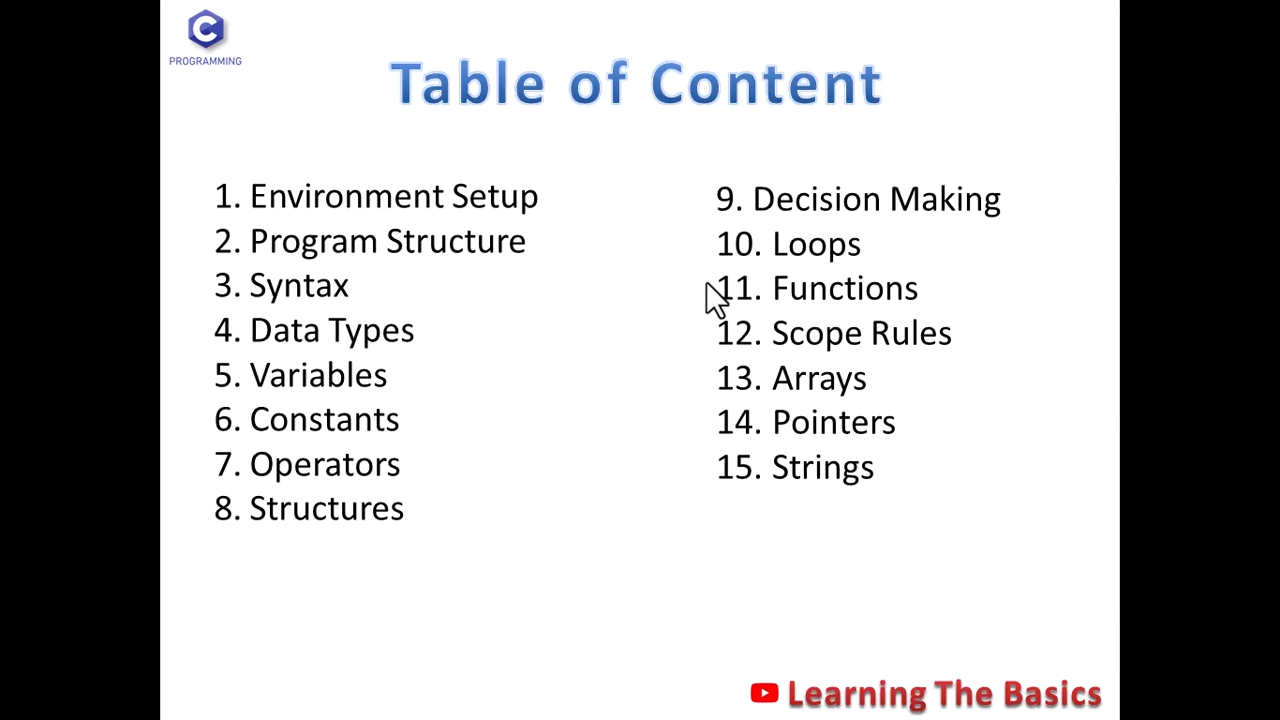 C
PROGRAMMING
Table of Content
1. Environment Setup
2. Program Structure
3. Syntax
4. Data Types
5. Variables
6. Constants
7. Operators
8. Structures
9. Decision Making
10. Loops
11. Functions
12. Scope Rules
13. Arrays
14. Pointers
15. Strings
Learning The Basics